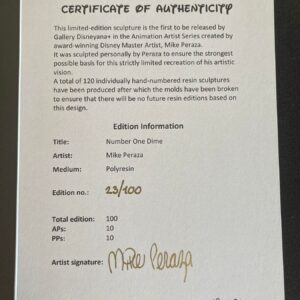 CERTIFICATE OF AUTHENTICITY
This limited-edition sculpture is the first to be released by
Gallery Disneyana+ in the Animation Artist Series created by
award-winning Disney Master Artist, Mike Peraza.
It was sculpted personally by Peraza to ensure the strongest
possible basis for this strictly limited recreation of his artistic
vision.
A total of 120 individually hand-numbered resin sculptures
have been produced after which the molds have been broken
to ensure that there will be no future resin editions based on
this design.
Edition Information
Title: Number One Dime
Artist: Mike Peraza
Medium: Polyresin
Edition no.: 23/100
Total edition: 100
APs: 10
PPs: 10
Artist signature: Mike Peraza